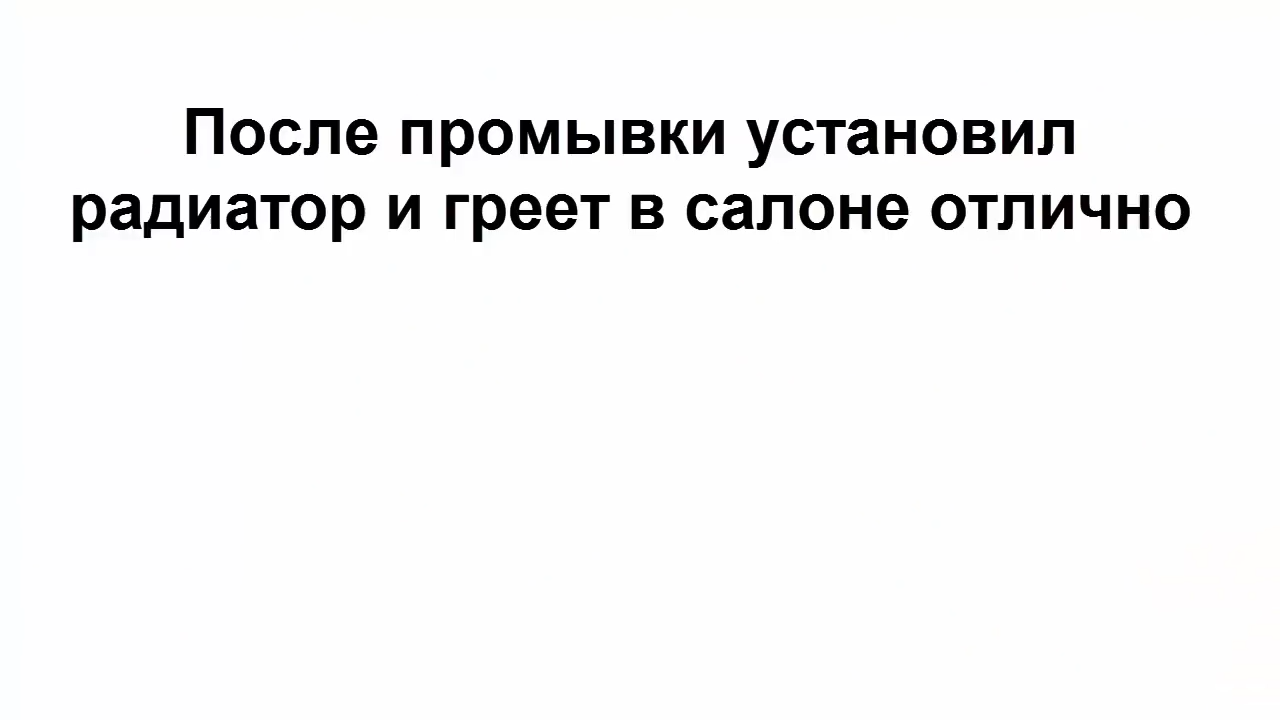 После промывки установил
радиатор и греет в салоне отлично